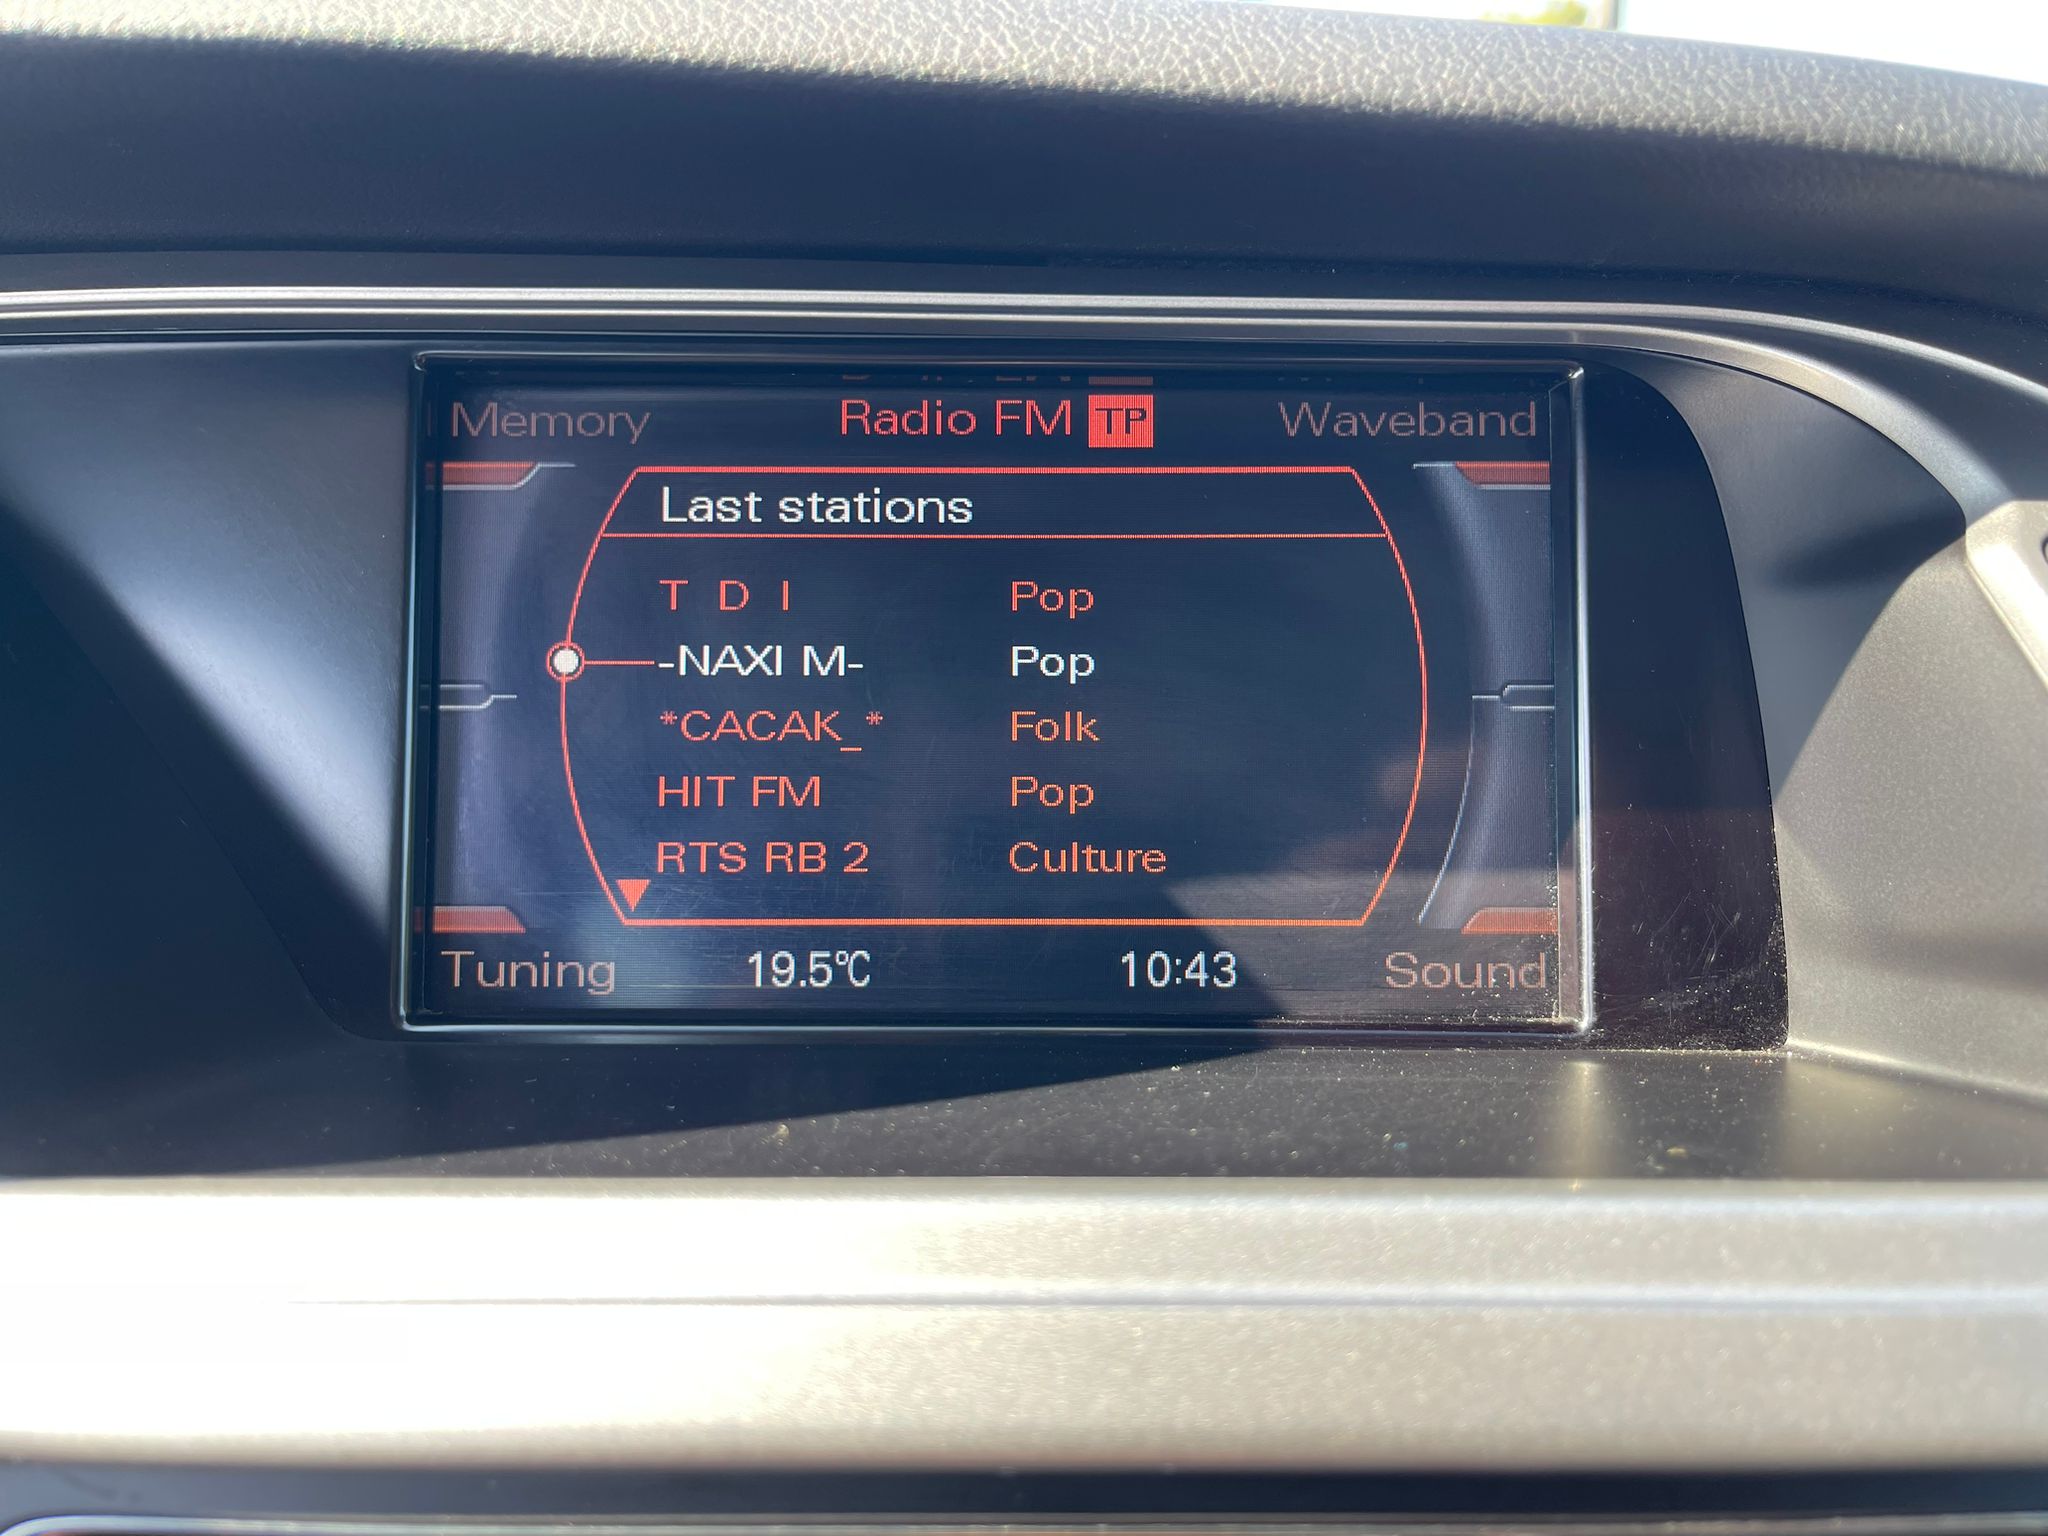 Memory Radio FM TP Waveband
Last stations
T D I Pop
-NAXI M- Pop
*CACAK_* Folk
HIT FM Pop
RTS RB 2 Culture
Tuning 19.5°C 10:43 Sound